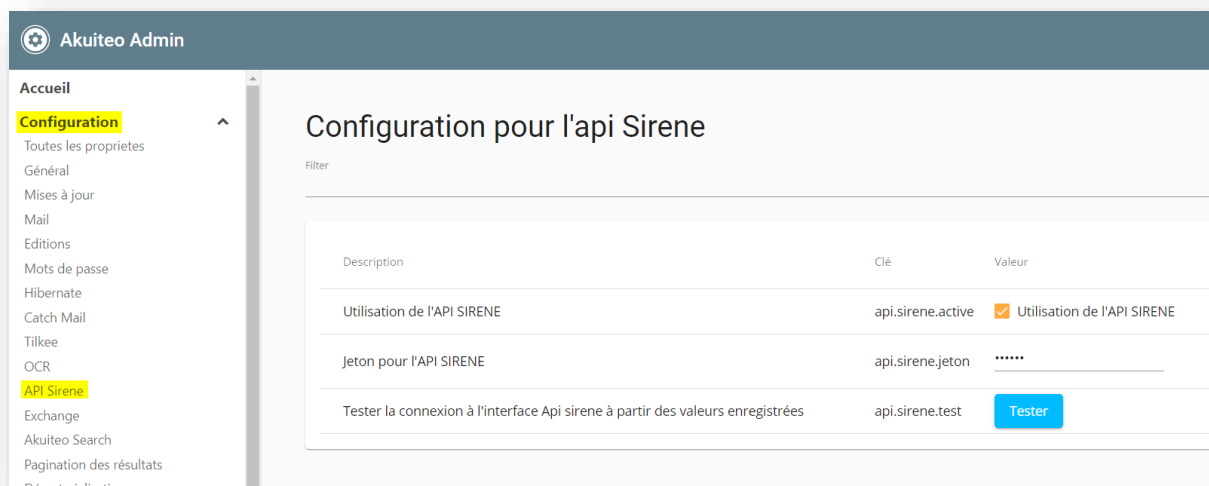 Akuiteo Admin
Accueil
Configuration
Toutes les proprietes
Général
Mises à jour
Mail
Editions
Mots de passe
Hibernate
Catch Mail
Tilkee
OCR
API Sirene
Exchange
Akuiteo Search
Pagination des résultats
Configuration pour l'api Sirene
Filter
Description Clé Valeur
Utilisation de l'API SIRENE api.sirene.active Utilisation de l'API SIRENE
Jeton pour l'API SIRENE api.sirene.jeton ••••••
Tester la connexion à l'interface Api sirene à partir des valeurs enregistrées api.sirene.test Tester